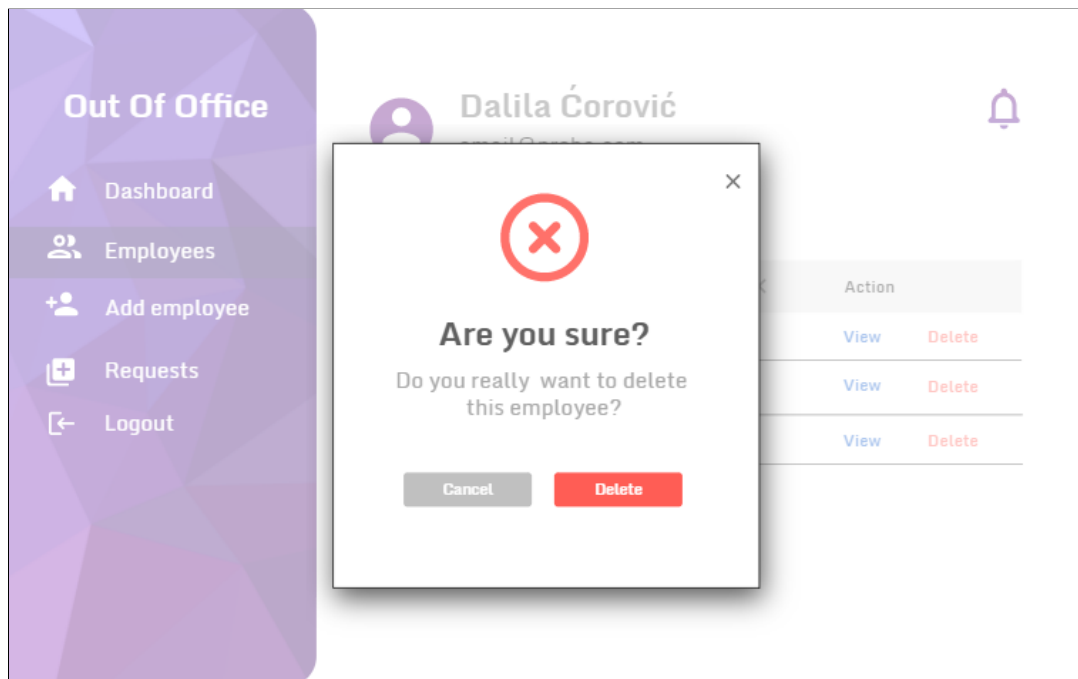 Out Of Office
Dashboard
Employees
Add employee
Requests
Logout
Dalila Ćorović
Are you sure?
Do you really want to delete
this employee?
Cancel
Delete
Action
View Delete
View Delete
View Delete